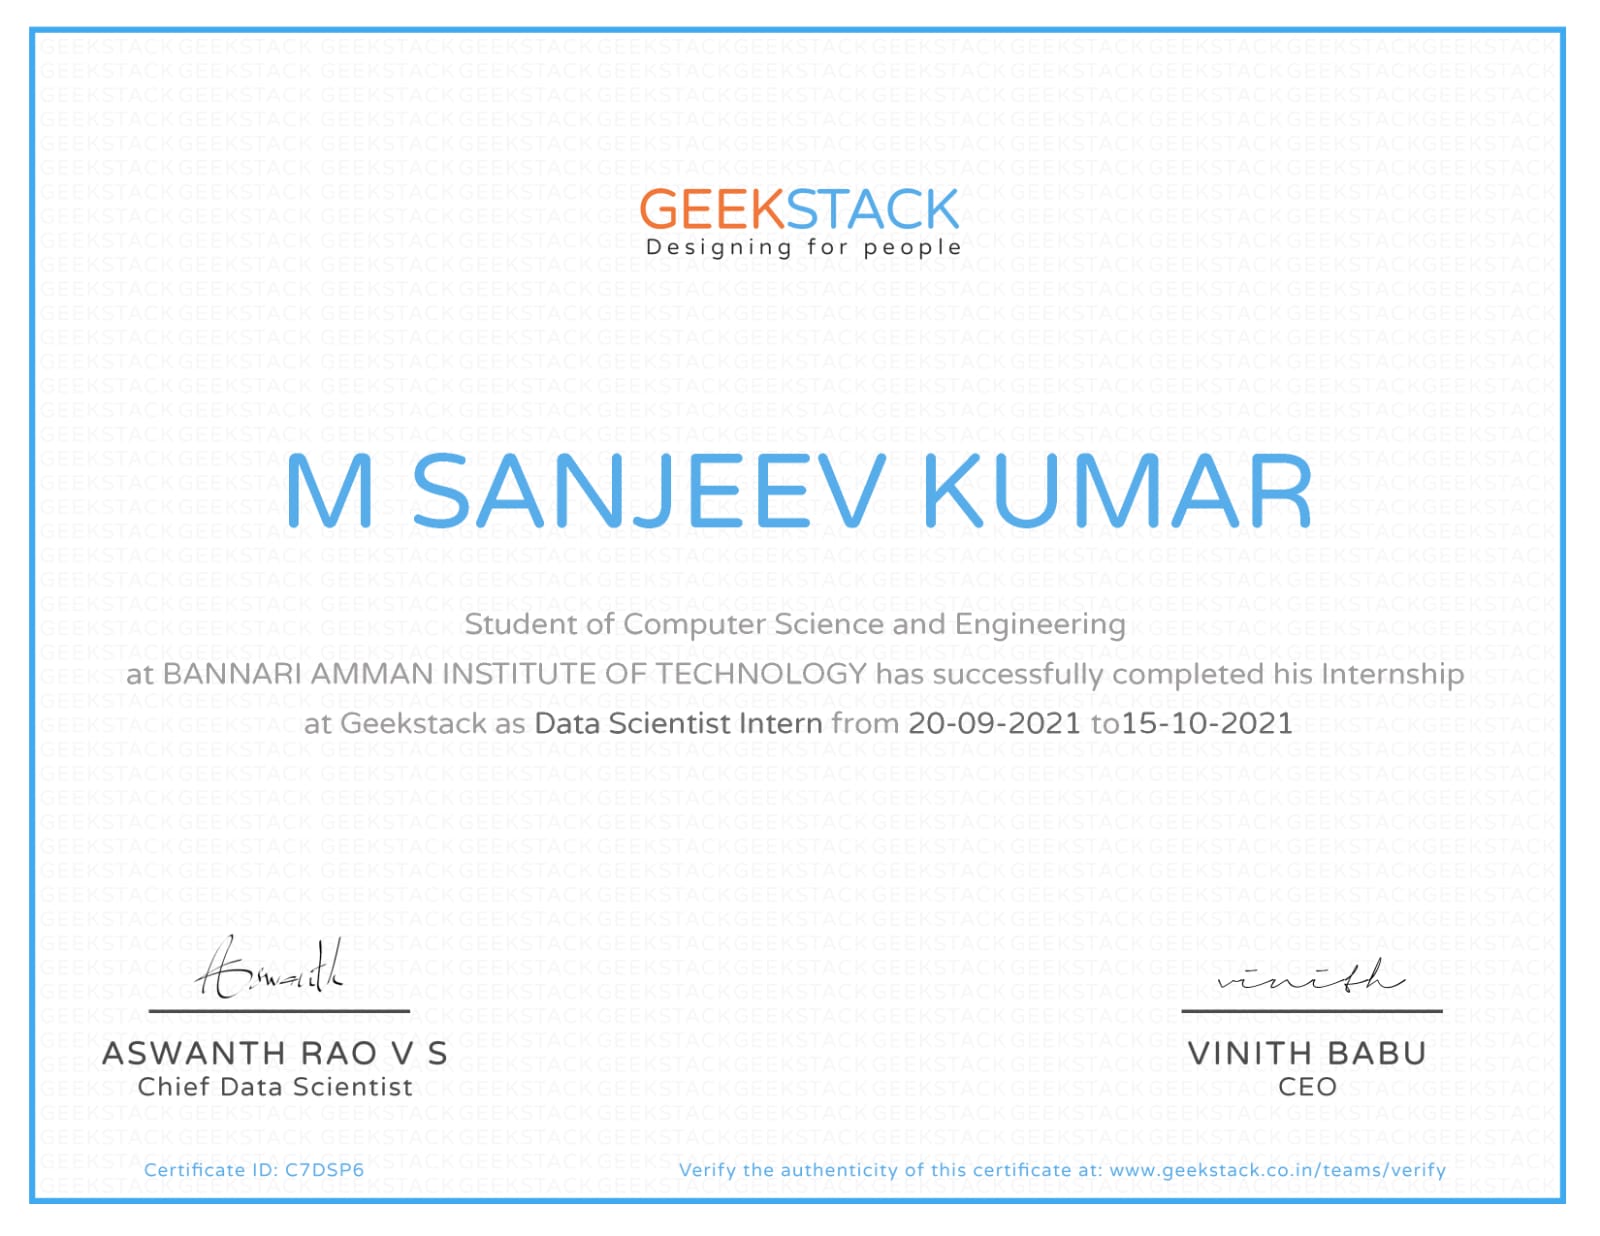 GEEKSTACK
Designing for people
M SANJEEV KUMAR
Student of Computer Science and Engineering
at BANNARI AMMAN INSTITUTE OF TECHNOLOGY has successfully completed his Internship
at Geekstack as Data Scientist Intern from 20-09-2021 to15-10-2021
Aswanth
vinith
ASWANTH RAO V S
VINITH BABU
Chief Data Scientist
CEO
Certificate ID: C7DSP6
Verify the authenticity of this certificate at: www.geekstack.co.in/teams/verify